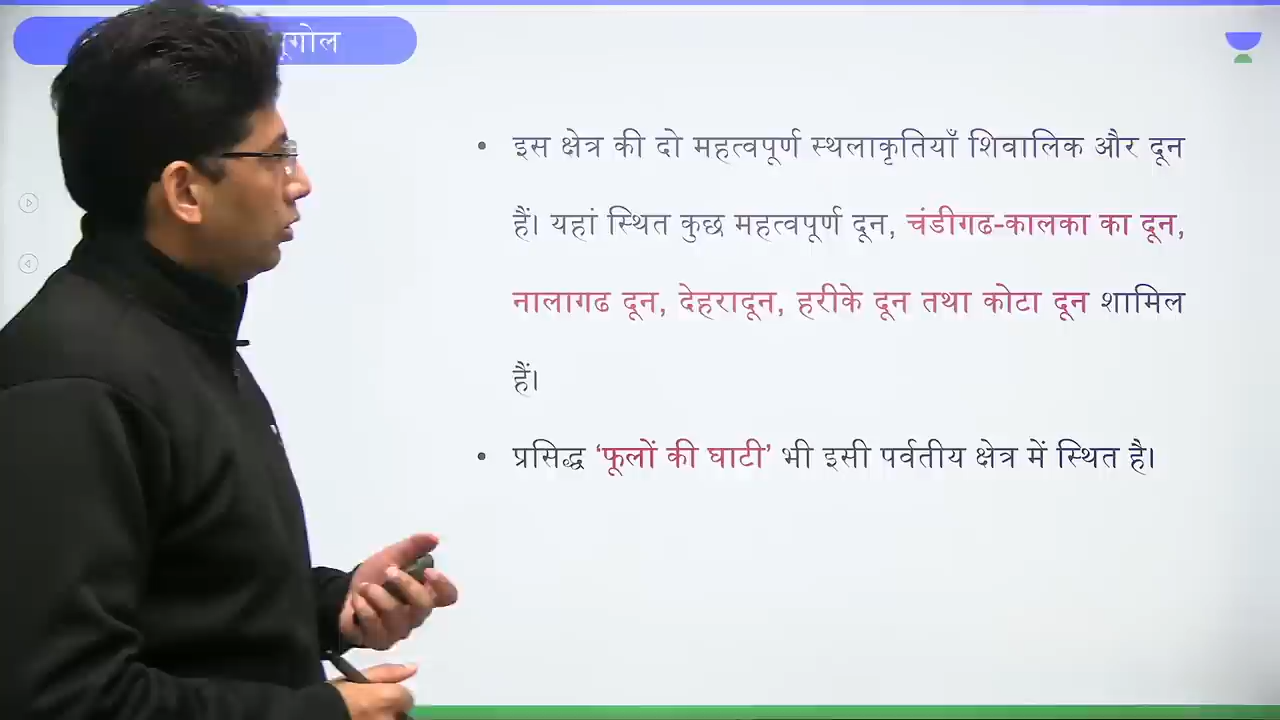 भूगोल
• इस क्षेत्र की दो महत्वपूर्ण स्थलाकृतियाँ शिवालिक और दून
हैं। यहां स्थित कुछ महत्वपूर्ण दून, चंडीगढ-कालका का दून,
नालागढ दून, देहरादून, हरीके दून तथा कोटा दून शामिल
हैं।
• प्रसिद्ध ‘फूलों की घाटी’ भी इसी पर्वतीय क्षेत्र में स्थित है।